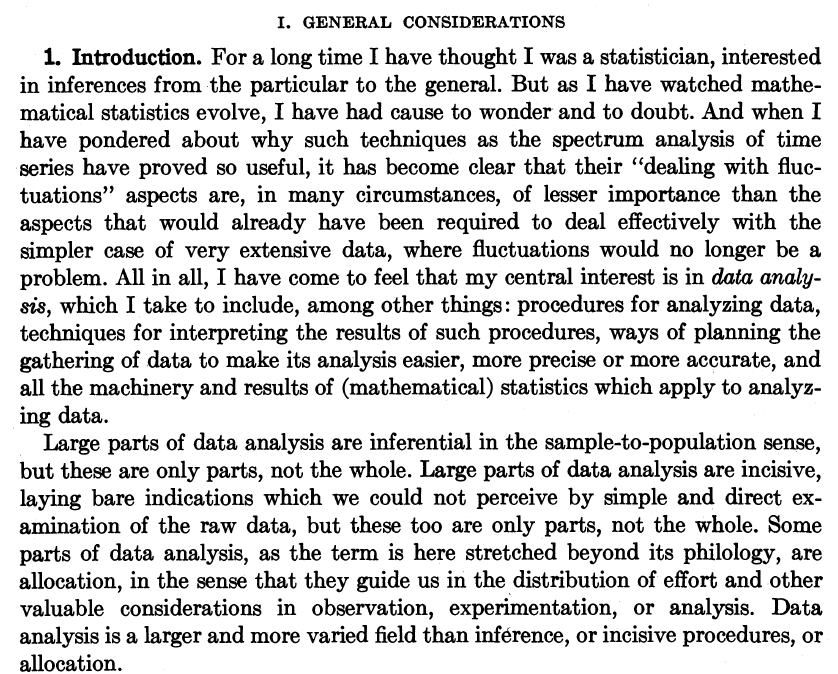 I. GENERAL CONSIDERATIONS
1. Introduction. For a long time I have thought I was a statistician, interested
in inferences from the particular to the general. But as I have watched mathe-
matical statistics evolve, I have had cause to wonder and to doubt. And when I
have pondered about why such techniques as the spectrum analysis of time
series have proved so useful, it has become clear that their “dealing with fluc-
tuations” aspects are, in many circumstances, of lesser importance than the
aspects that would already have been required to deal effectively with the
simpler case of very extensive data, where fluctuations would no longer be a
problem. All in all, I have come to feel that my central interest is in data analy-
sis, which I take to include, among other things: procedures for analyzing data,
techniques for interpreting the results of such procedures, ways of planning the
gathering of data to make its analysis easier, more precise or more accurate, and
all the machinery and results of (mathematical) statistics which apply to analyz-
ing data.
Large parts of data analysis are inferential in the sample-to-population sense,
but these are only parts, not the whole. Large parts of data analysis are incisive,
laying bare indications which we could not perceive by simple and direct ex-
amination of the raw data, but these too are only parts, not the whole. Some
parts of data analysis, as the term is here stretched beyond its philology, are
allocation, in the sense that they guide us in the distribution of effort and other
valuable considerations in observation, experimentation, or analysis. Data
analysis is a larger and more varied field than inference, or incisive procedures, or
allocation.